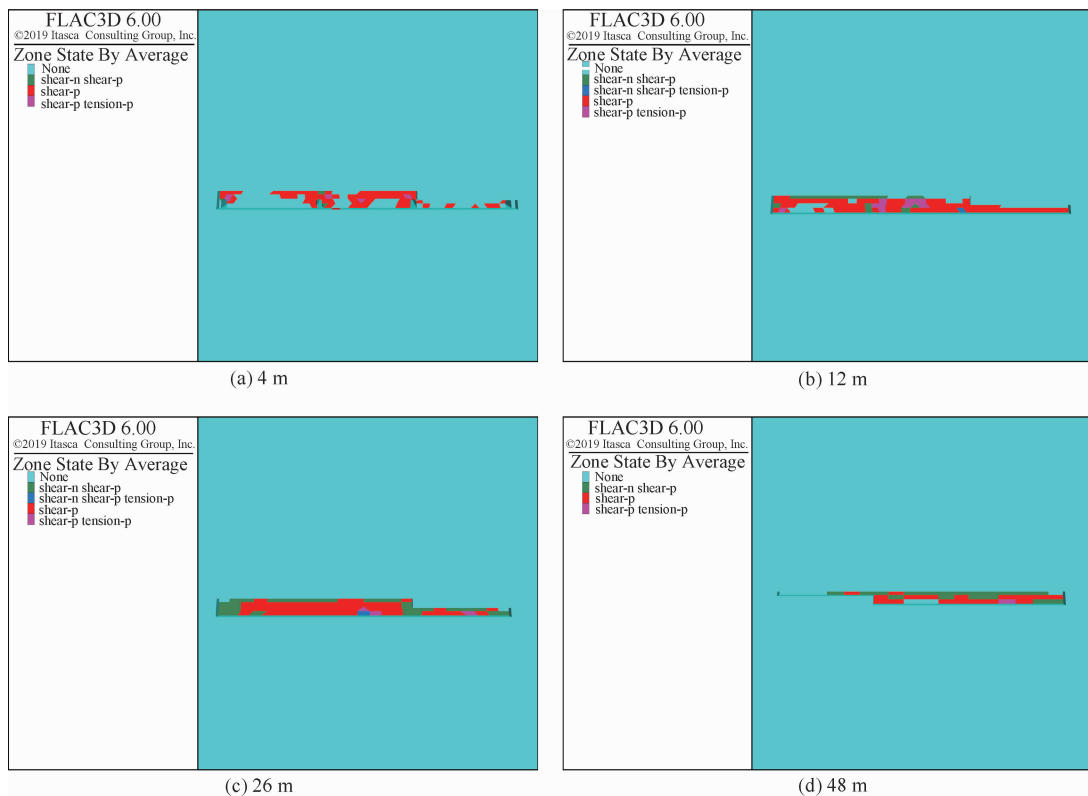 FLAC3D 6.00
©2019 Itasca Consulting Group, Inc.
Zone State By Average
None
shear-n shear-p
shear-p
shear-p tension-p
(a) 4 m
FLAC3D 6.00
©2019 Itasca Consulting Group, Inc.
Zone State By Average
None
shear-n shear-p
shear-n shear-p tension-p
shear-p
shear-p tension-p
(b) 12 m
FLAC3D 6.00
©2019 Itasca Consulting Group, Inc.
Zone State By Average
None
shear-n shear-p
shear-n shear-p tension-p
shear-p
shear-p tension-p
(c) 26 m
FLAC3D 6.00
©2019 Itasca Consulting Group, Inc.
Zone State By Average
None
shear-n shear-p
shear-p
shear-p tension-p
(d) 48 m